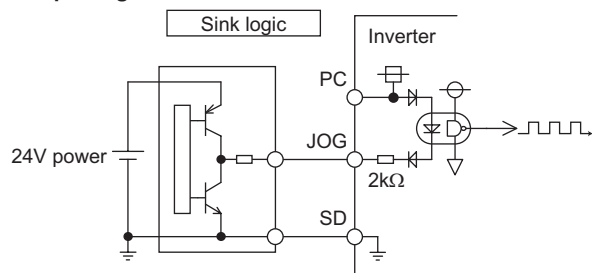 Sink logic
Inverter
PC
24V power
JOG
2kΩ
SD